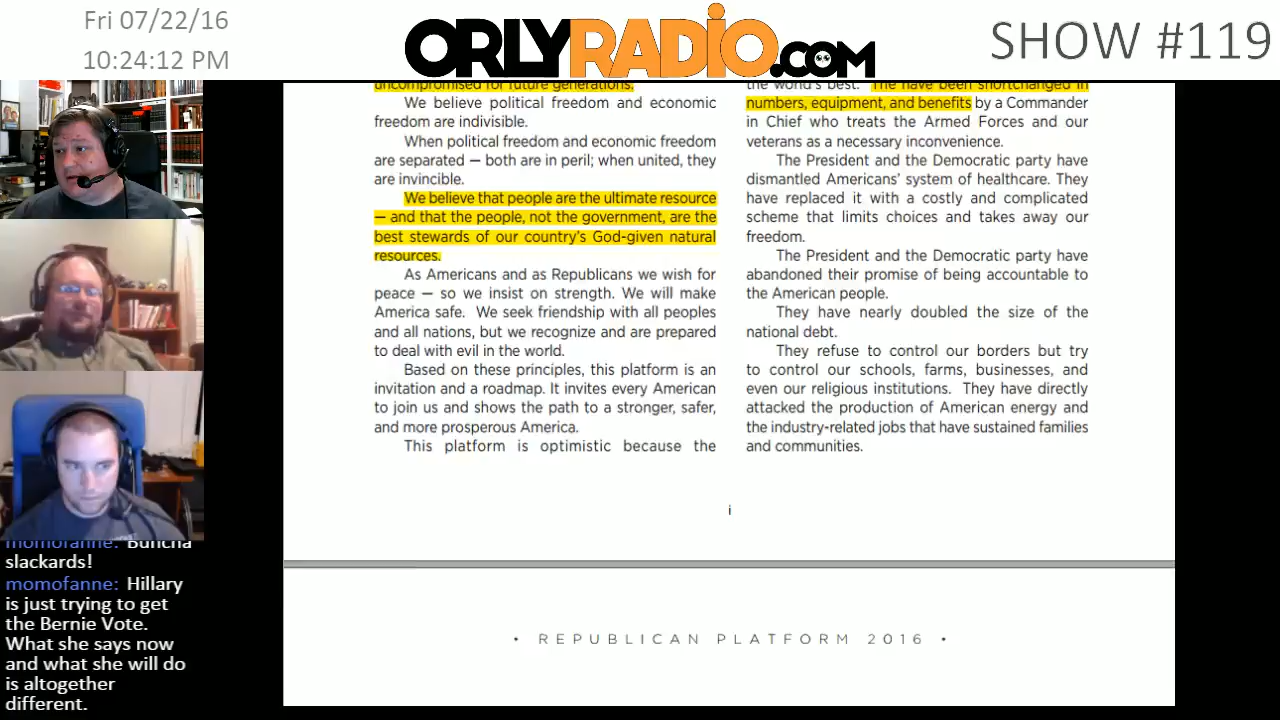 Fri 07/22/16
10:24:12 PM
ORLYRADIO.COM
SHOW #119
uncompromised for future generations.
We believe political freedom and economic
freedom are indivisible.
When political freedom and economic freedom
are separated — both are in peril; when united, they
are invincible.
We believe that people are the ultimate resource
— and that the people, not the government, are the
best stewards of our country's God-given natural
resources.
As Americans and as Republicans we wish for
peace — so we insist on strength. We will make
America safe. We seek friendship with all peoples
and all nations, but we recognize and are prepared
to deal with evil in the world.
Based on these principles, this platform is an
invitation and a roadmap. It invites every American
to join us and shows the path to a stronger, safer,
and more prosperous America.
This platform is optimistic because the
the world's best. The have been shortchanged in
numbers, equipment, and benefits by a Commander
in Chief who treats the Armed Forces and our
veterans as a necessary inconvenience.
The President and the Democratic party have
dismantled Americans' system of healthcare. They
have replaced it with a costly and complicated
scheme that limits choices and takes away our
freedom.
The President and the Democratic party have
abandoned their promise of being accountable to
the American people.
They have nearly doubled the size of the
national debt.
They refuse to control our borders but try
to control our schools, farms, businesses, and
even our religious institutions. They have directly
attacked the production of American energy and
the industry-related jobs that have sustained families
and communities.
i
• REPUBLICAN PLATFORM 2016 •
momofanne: Buncha
slackards!
momofanne: Hillary
is just trying to get
the Bernie Vote.
What she says now
and what she will do
is altogether
different.